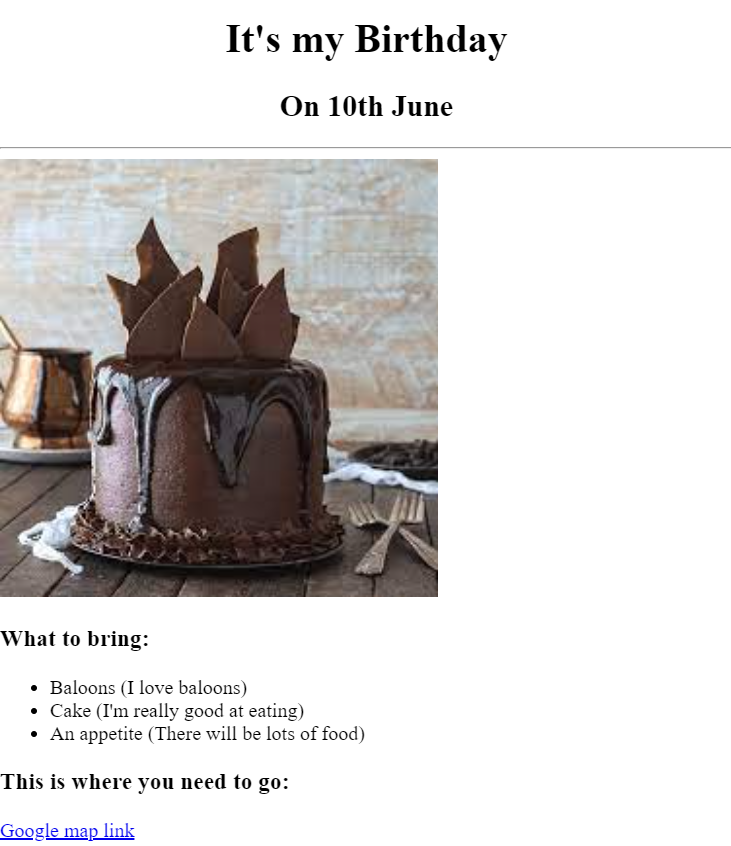 It's my Birthday
On 10th June
What to bring:
Baloons (I love baloons)
Cake (I'm really good at eating)
An appetite (There will be lots of food)
This is where you need to go:
Google map link